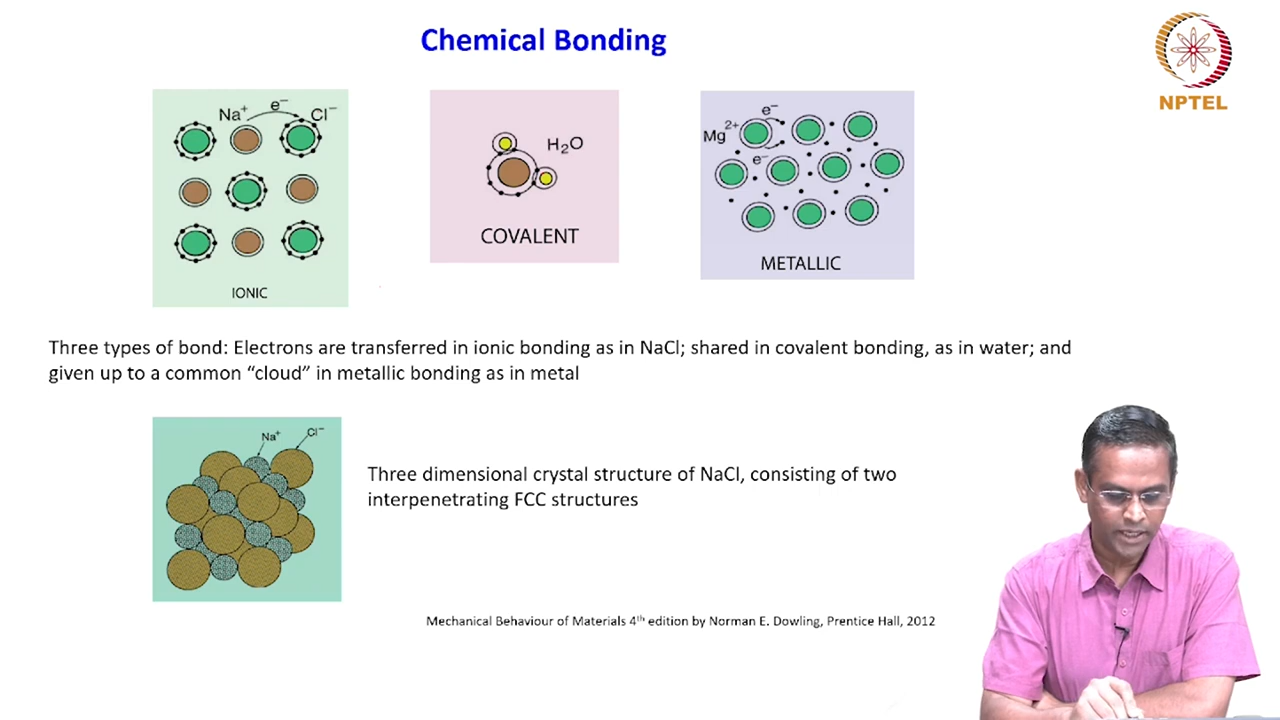 Chemical Bonding
NPTEL
Na⁺ e⁻ Cl⁻
IONIC
H₂O
COVALENT
e⁻
Mg²⁺
e⁻
METALLIC
Three types of bond: Electrons are transferred in ionic bonding as in NaCl; shared in covalent bonding, as in water; and
given up to a common “cloud” in metallic bonding as in metal
Na⁺ Cl⁻
Three dimensional crystal structure of NaCl, consisting of two
interpenetrating FCC structures
Mechanical Behaviour of Materials 4ᵗʰ edition by Norman E. Dowling, Prentice Hall, 2012